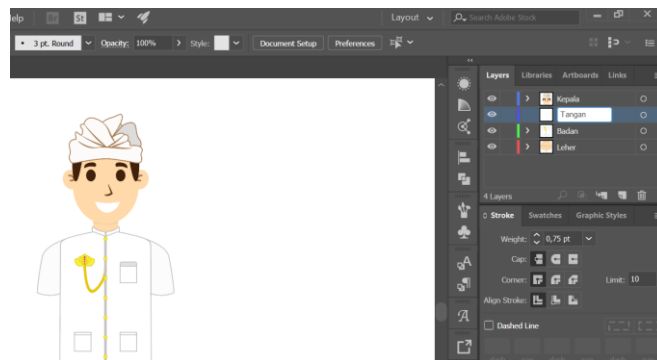 elp Br St Layout Search Adobe Stock
3 pt. Round Opacity: 100% Style: Document Setup Preferences
Layers Libraries Artboards Links
Kepala
Tangan
Badan
Leher
4 Layers
Stroke Swatches Graphic Styles
Weight: 0,75 pt
Cap:
Corner: Limit: 10
Align Stroke:
Dashed Line